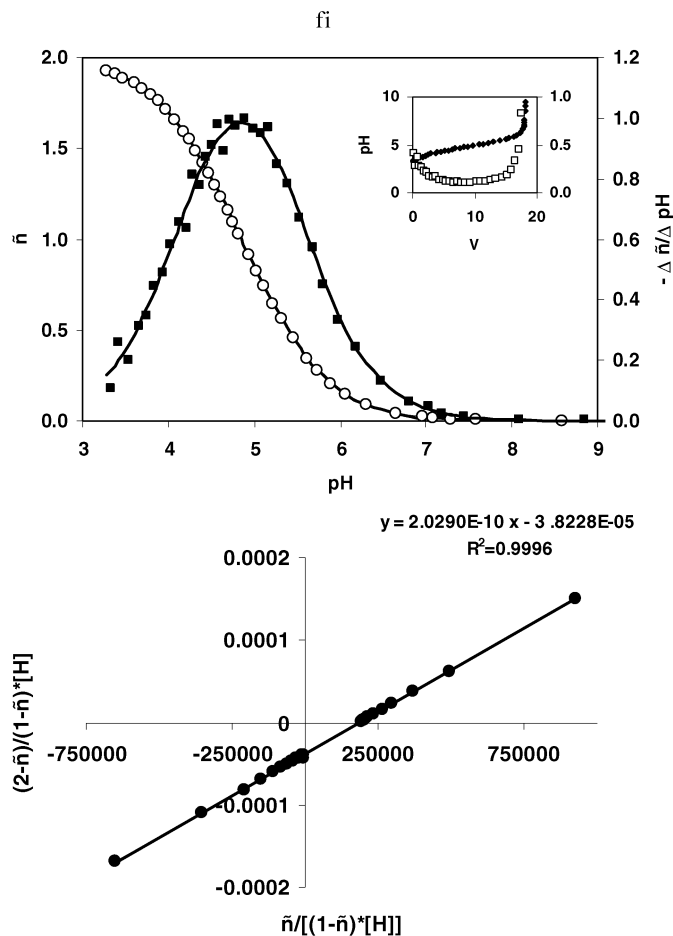 fi
2.0
1.5
1.0
0.5
0.0
ñ
1.2
1.0
0.8
0.6
0.4
0.2
0.0
- Δ ñ/Δ pH
3 4 5 6 7 8 9
pH
10
5
0
pH
1.0
0.5
0.0
0 10 20
V
y = 2.0290E-10 x - 3 .8228E-05
R²=0.9996
0.0002
0.0001
0
-0.0001
-0.0002
(2-ñ)/(1-ñ)*[H]
-750000 -250000 250000 750000
ñ/[(1-ñ)*[H]]